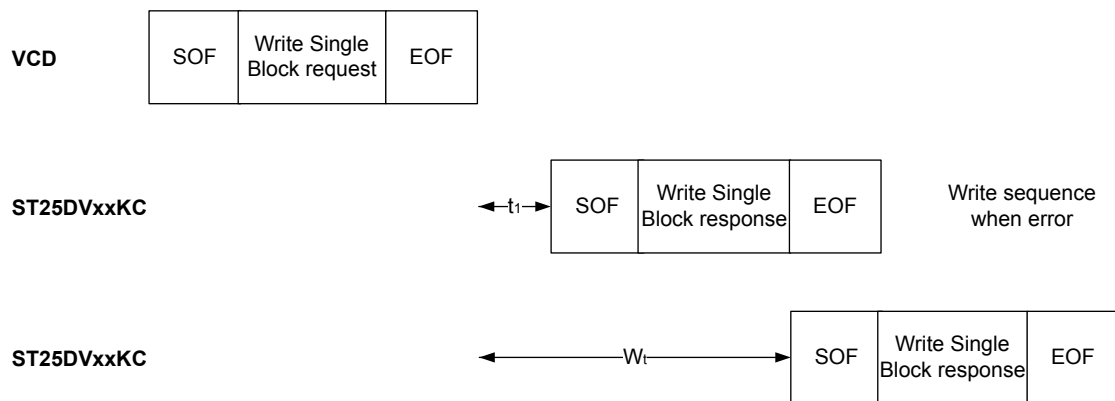 VCD
SOF
Write Single
Block request
EOF
ST25DVxxKC
t1
SOF
Write Single
Block response
EOF
Write sequence
when error
ST25DVxxKC
Wt
SOF
Write Single
Block response
EOF